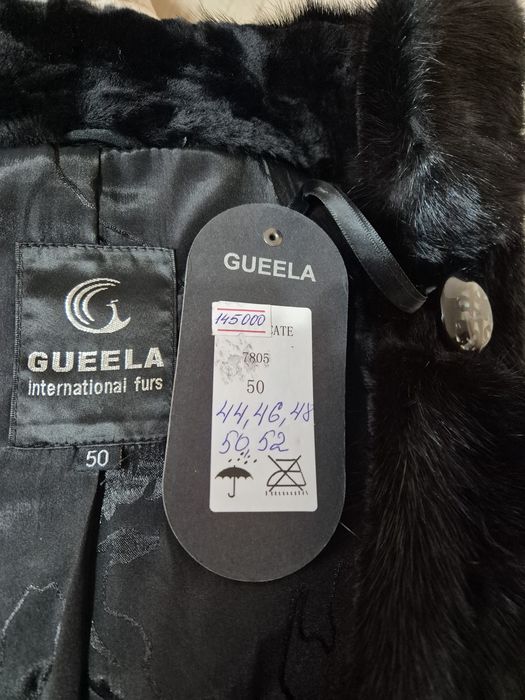 GUEELA
international furs
50
GUEELA
145000
7805
50
44, 46, 48
50, 52